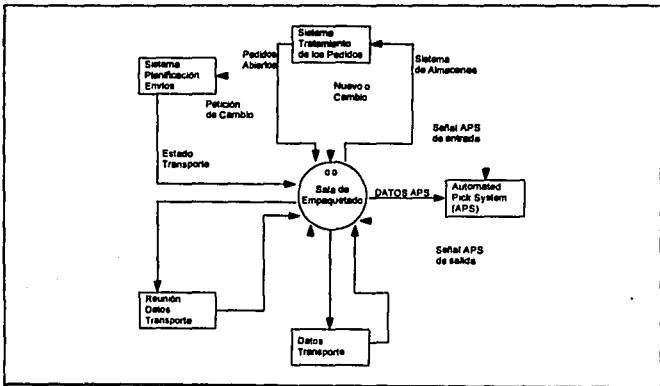 Sistema
Tratamiento
de los Pedidos
Pedidos
Abiertos
Sistema
de Almacenes
Sistema
Planificación
Envíos
Nuevo o
Cambio
Petición
de Cambio
Señal APS
de entrada
Estado
Transporte
0 0
Sala de
Empaquetado
DATOS APS
Automated
Pick System
(APS)
Señal APS
de salida
Reunión
Datos
Transporte
Datos
Transporte